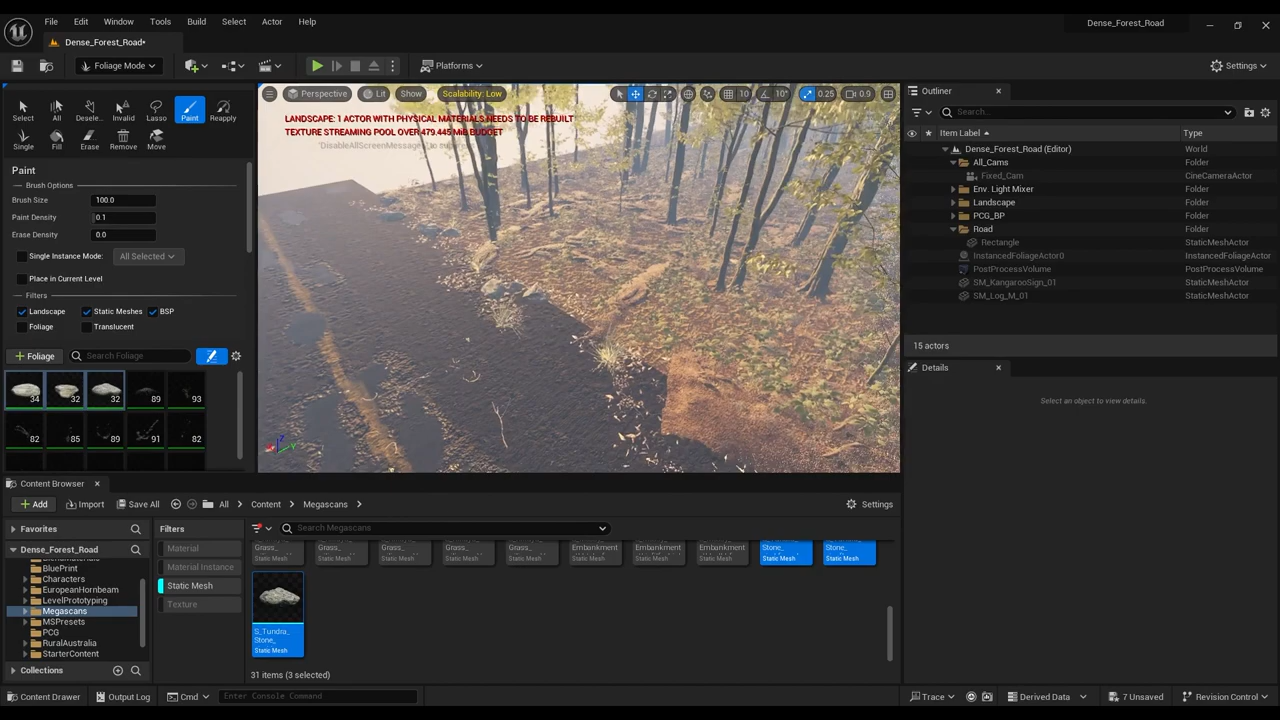 File Edit Window Tools Build Select Actor Help
Dense_Forest_Road
Dense_Forest_Road•
Foliage Mode
Platforms
Settings
Select All Desele.. Invalid Lasso Paint Reapply
Single Fill Erase Remove Move
Paint
Brush Options
Brush Size 100.0
Paint Density 0.1
Erase Density 0.0
Single Instance Mode: All Selected
Place in Current Level
Filters
Landscape Static Meshes BSP
Foliage Translucent
Foliage Search Foliage
34 32 32 89 93
82 85 89 91 82
Perspective Lit Show Scalability: Low 10 10° 0.25 0.9
LANDSCAPE: 1 ACTOR WITH PHYSICAL MATERIALS NEEDS TO BE REBUILT
TEXTURE STREAMING POOL OVER 479.445 MiB BUDGET
'DisableAllScreenMessages' to suppress
Outliner
Search...
Item Label Type
Dense_Forest_Road (Editor) World
All_Cams Folder
Fixed_Cam CineCameraActor
Env. Light Mixer Folder
Landscape Folder
PCG_BP Folder
Road Folder
Rectangle StaticMeshActor
InstancedFoliageActor0 InstancedFoliageActor
PostProcessVolume PostProcessVolume
SM_KangarooSign_01 StaticMeshActor
SM_Log_M_01 StaticMeshActor
15 actors
Details
Select an object to view details.
Content Browser
Add Import Save All All Content Megascans Settings
Favorites
Dense_Forest_Road
BluePrint
Characters
EuropeanHornbeam
LevelPrototyping
Megascans
MSPresets
PCG
RuralAustralia
StarterContent
Collections
Filters
Material
Material Instance
Static Mesh
Texture
Search Megascans
Grass_ Grass_ Grass_ Grass_ Grass_ Embankment Embankment Embankment Stone_ Stone_
Static Mesh Static Mesh Static Mesh Static Mesh Static Mesh Static Mesh Static Mesh Static Mesh Static Mesh Static Mesh
S_Tundra_
Stone_
Static Mesh
31 items (3 selected)
Content Drawer Output Log Cmd Enter Console Command Trace Derived Data 7 Unsaved Revision Control